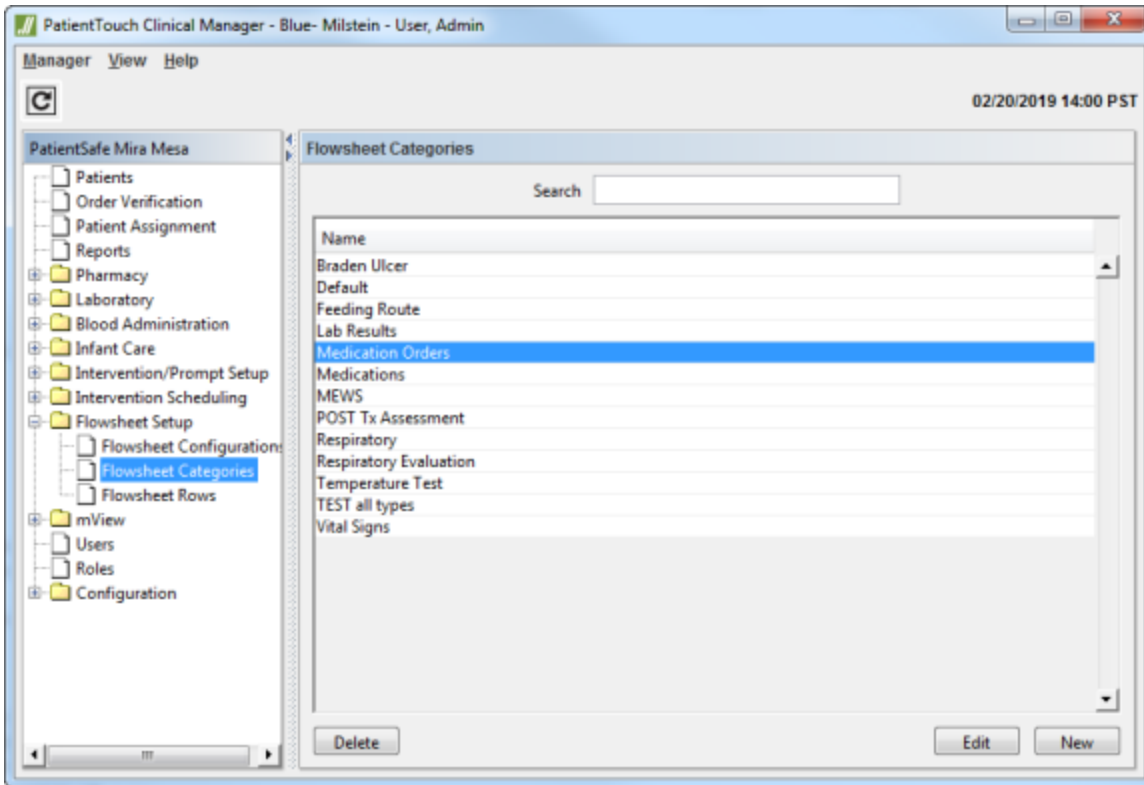 PatientTouch Clinical Manager - Blue- Milstein - User, Admin
Manager View Help
02/20/2019 14:00 PST
PatientSafe Mira Mesa
Patients
Order Verification
Patient Assignment
Reports
Pharmacy
Laboratory
Blood Administration
Infant Care
Intervention/Prompt Setup
Intervention Scheduling
Flowsheet Setup
Flowsheet Configurations
Flowsheet Categories
Flowsheet Rows
mView
Users
Roles
Configuration
Flowsheet Categories
Search
Name
Braden Ulcer
Default
Feeding Route
Lab Results
Medication Orders
Medications
MEWS
POST Tx Assessment
Respiratory
Respiratory Evaluation
Temperature Test
TEST all types
Vital Signs
Delete Edit New